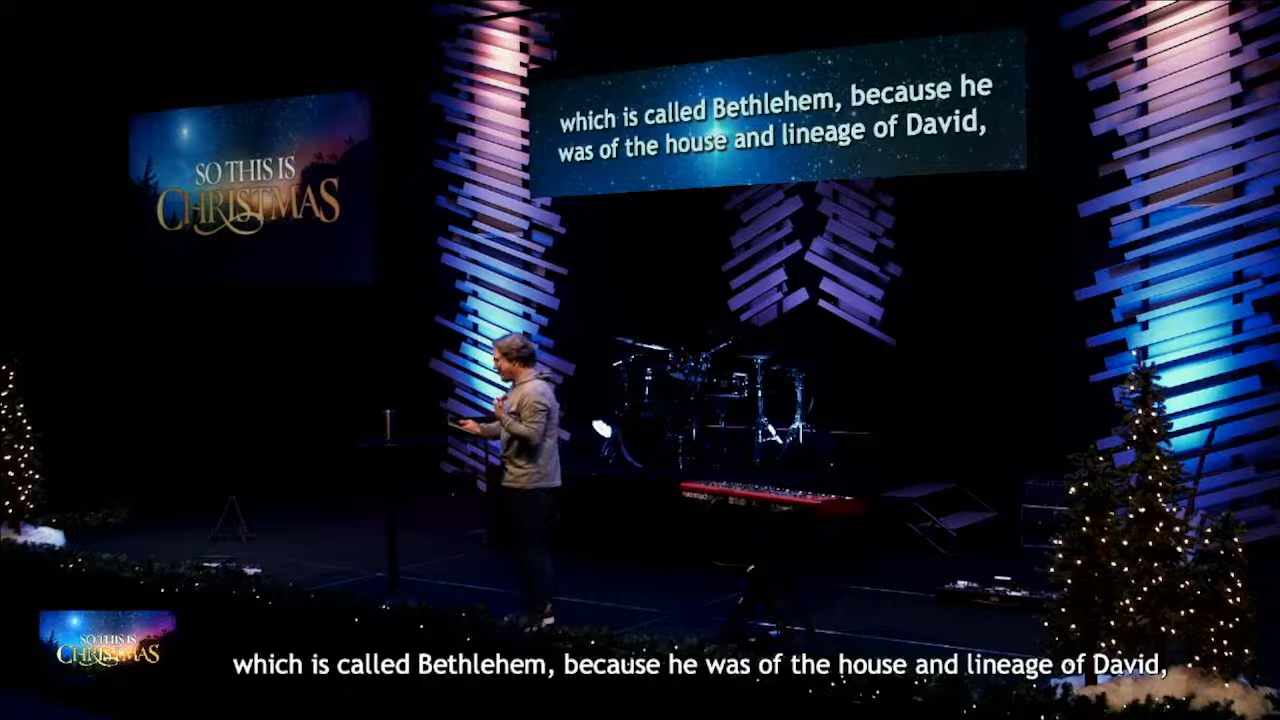 SO THIS IS
CHRISTMAS
which is called Bethlehem, because he
was of the house and lineage of David,
SO THIS IS
CHRISTMAS
which is called Bethlehem, because he was of the house and lineage of David,